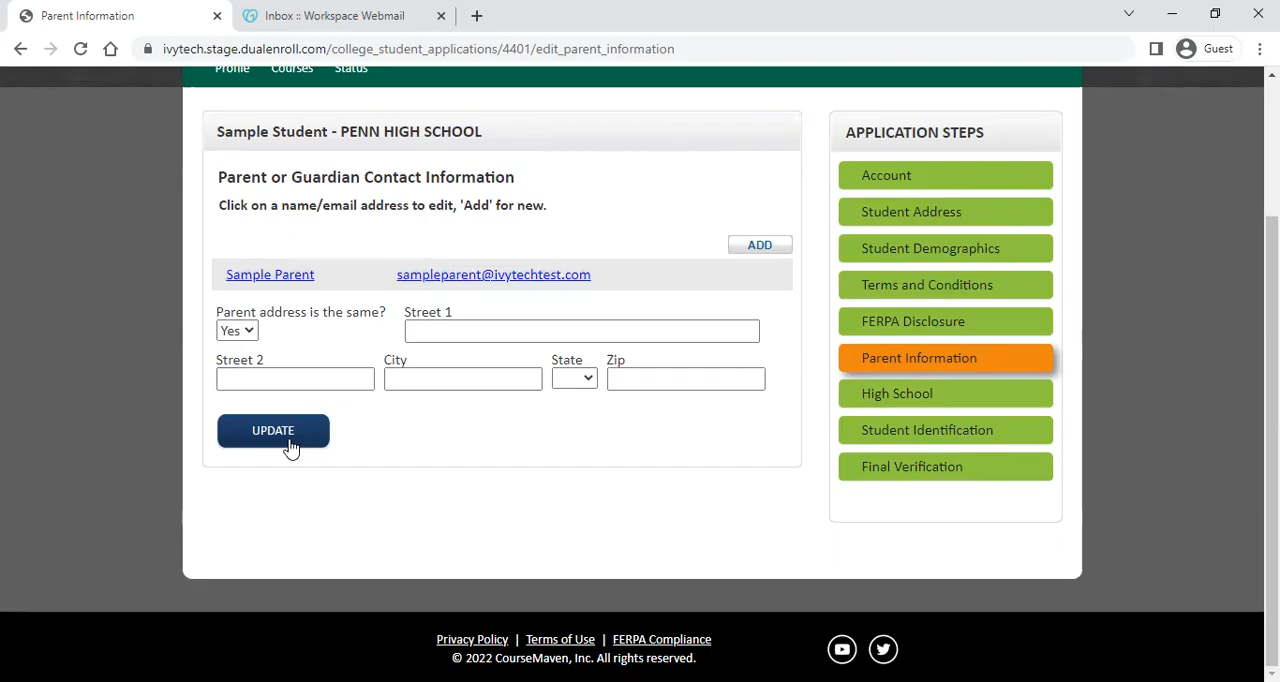 Parent Information
Inbox :: Workspace Webmail
ivytech.stage.dualenroll.com/college_student_applications/4401/edit_parent_information
Guest
Profile Courses Status
Sample Student - PENN HIGH SCHOOL
Parent or Guardian Contact Information
Click on a name/email address to edit, 'Add' for new.
ADD
Sample Parent sampleparent@ivytechtest.com
Parent address is the same? Street 1
Yes
Street 2 City State Zip
UPDATE
APPLICATION STEPS
Account
Student Address
Student Demographics
Terms and Conditions
FERPA Disclosure
Parent Information
High School
Student Identification
Final Verification
Privacy Policy | Terms of Use | FERPA Compliance
© 2022 CourseMaven, Inc. All rights reserved.